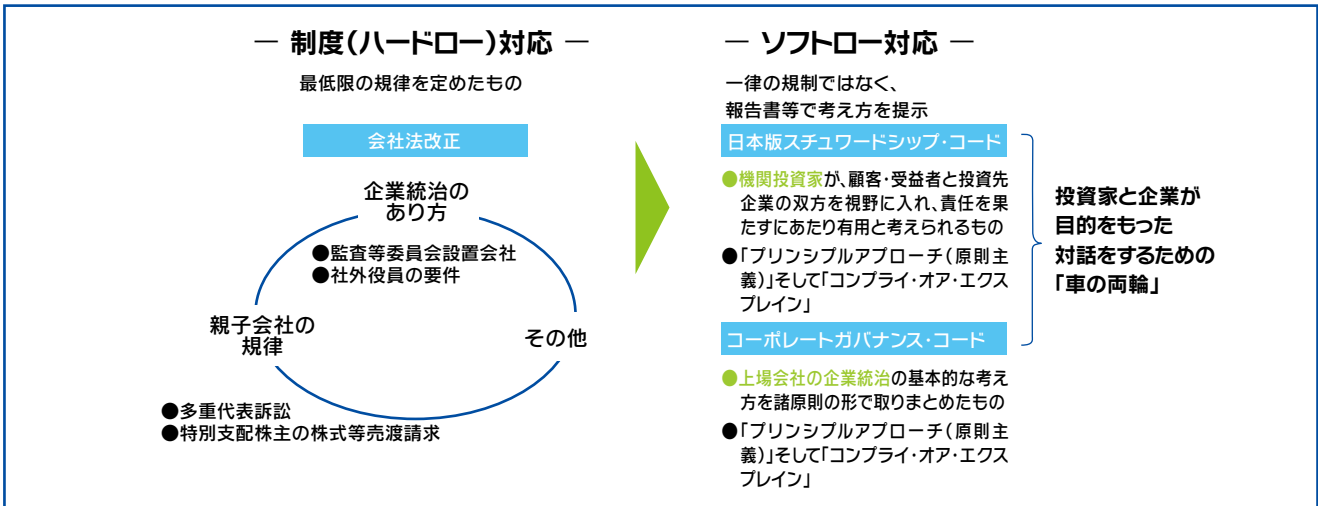 ― 制度(ハードロー)対応 ―
最低限の規律を定めたもの
会社法改正
企業統治の
あり方
●監査等委員会設置会社
●社外役員の要件
親子会社の
規律
その他
●多重代表訴訟
●特別支配株主の株式等売渡請求
― ソフトロー対応 ―
一律の規制ではなく、
報告書等で考え方を提示
日本版スチュワードシップ・コード
●機関投資家が、顧客・受益者と投資先
企業の双方を視野に入れ、責任を果
たすにあたり有用と考えられるもの
●「プリンシプルアプローチ(原則主
義)」そして「コンプライ・オア・エクス
プレイン」
コーポレートガバナンス・コード
●上場会社の企業統治の基本的な考え
方を諸原則の形で取りまとめたもの
●「プリンシプルアプローチ(原則主
義)」そして「コンプライ・オア・エクス
プレイン」
投資家と企業が
目的をもった
対話をするための
「車の両輪」